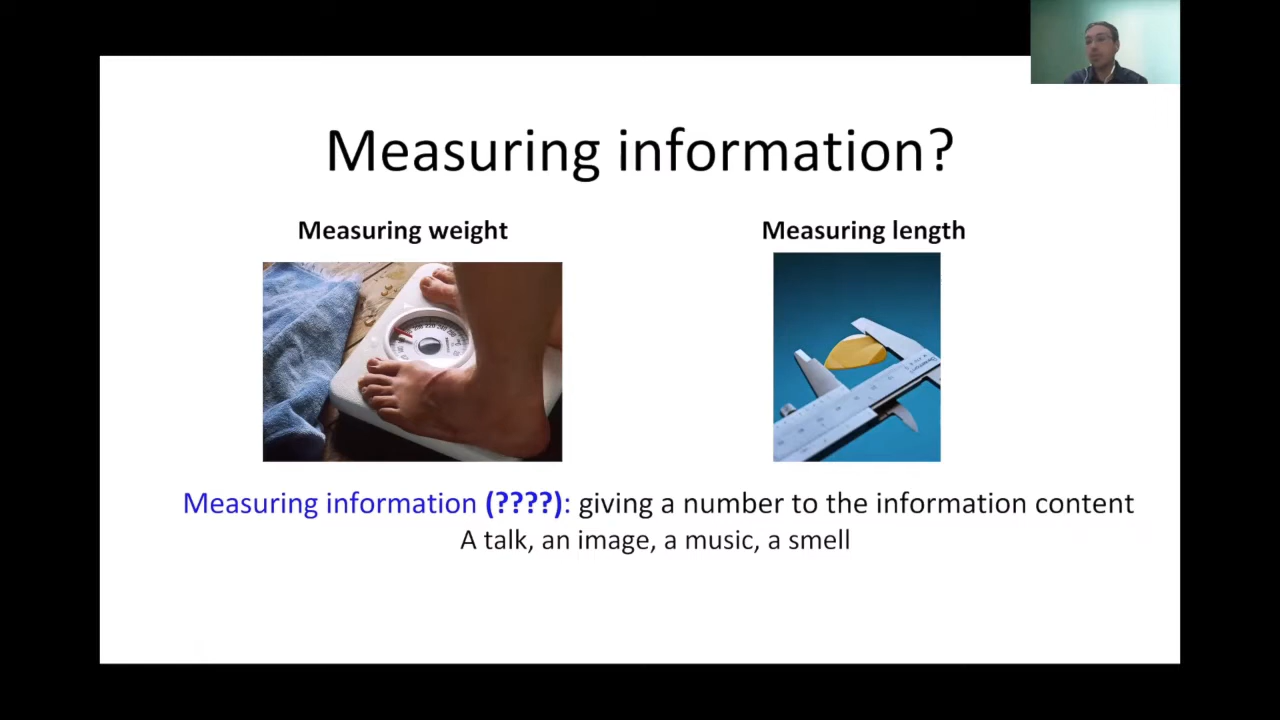 Measuring information?
Measuring weight
Measuring length
Measuring information (????): giving a number to the information content
A talk, an image, a music, a smell